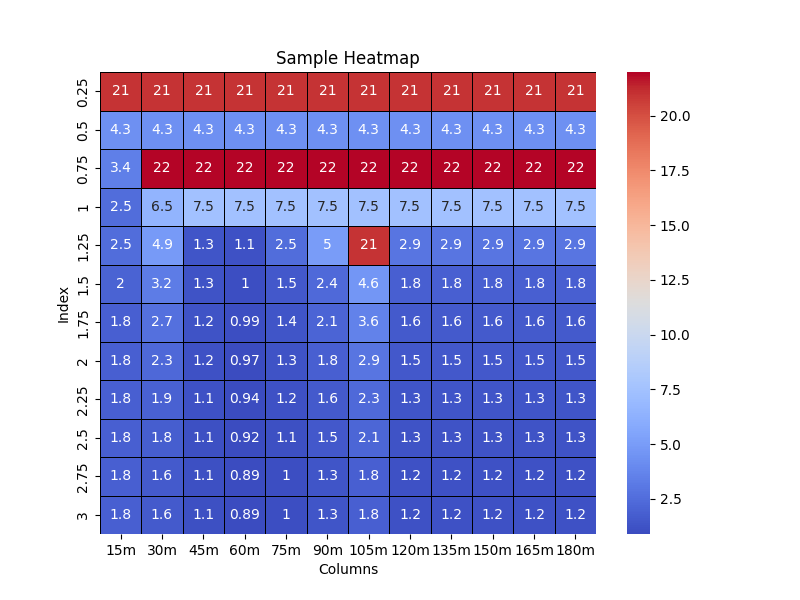 Sample Heatmap
0.25 21 21 21 21 21 21 21 21 21 21 21 21
0.5 4.3 4.3 4.3 4.3 4.3 4.3 4.3 4.3 4.3 4.3 4.3 4.3
0.75 3.4 22 22 22 22 22 22 22 22 22 22 22
1 2.5 6.5 7.5 7.5 7.5 7.5 7.5 7.5 7.5 7.5 7.5 7.5
1.25 2.5 4.9 1.3 1.1 2.5 5 21 2.9 2.9 2.9 2.9 2.9
1.5 2 3.2 1.3 1 1.5 2.4 4.6 1.8 1.8 1.8 1.8 1.8
1.75 1.8 2.7 1.2 0.99 1.4 2.1 3.6 1.6 1.6 1.6 1.6 1.6
2 1.8 2.3 1.2 0.97 1.3 1.8 2.9 1.5 1.5 1.5 1.5 1.5
2.25 1.8 1.9 1.1 0.94 1.2 1.6 2.3 1.3 1.3 1.3 1.3 1.3
2.5 1.8 1.8 1.1 0.92 1.1 1.5 2.1 1.3 1.3 1.3 1.3 1.3
2.75 1.8 1.6 1.1 0.89 1 1.3 1.8 1.2 1.2 1.2 1.2 1.2
3 1.8 1.6 1.1 0.89 1 1.3 1.8 1.2 1.2 1.2 1.2 1.2
15m 30m 45m 60m 75m 90m 105m 120m 135m 150m 165m 180m
Columns
Index
20.0
17.5
15.0
12.5
10.0
7.5
5.0
2.5